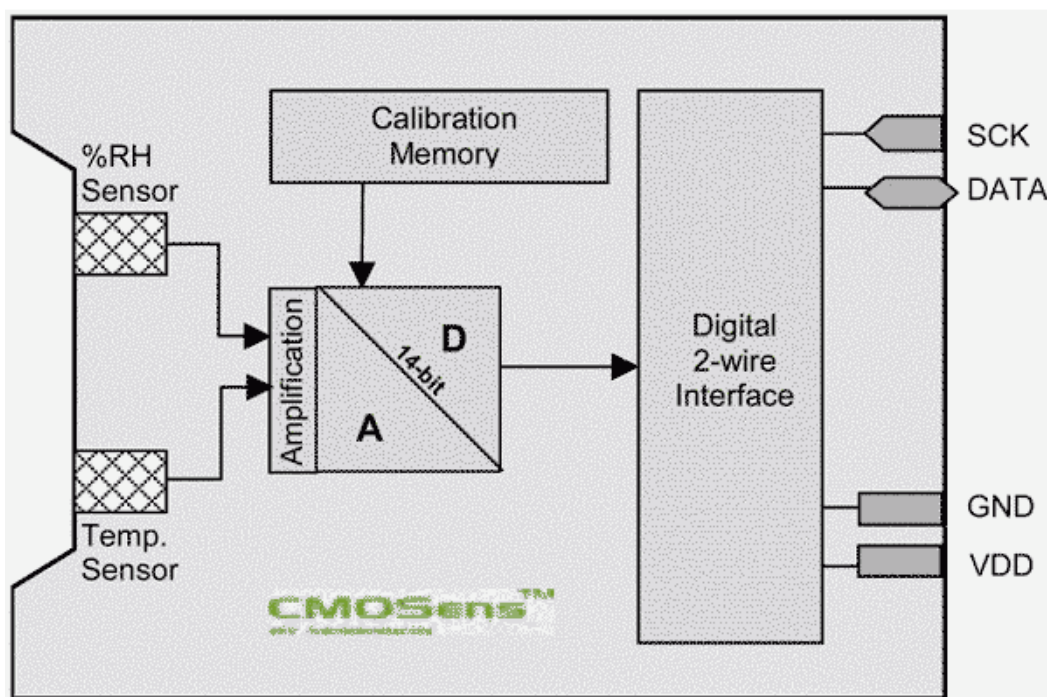 %RH
Sensor
Calibration
Memory
SCK
DATA
Amplification
D
14-bit
A
Digital
2-wire
Interface
Temp.
Sensor
GND
VDD
CMOSens™